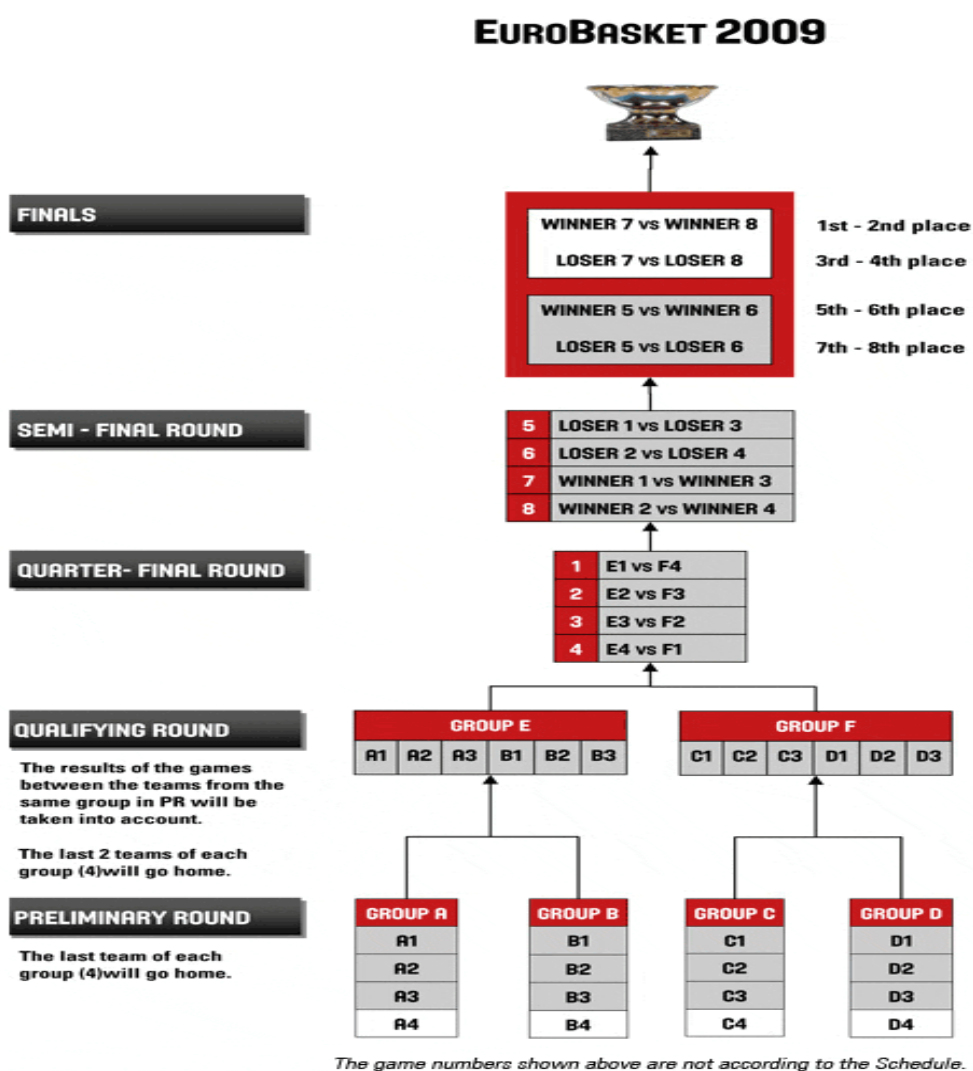 EUROBASKET 2009
FINALS
WINNER 7 vs WINNER 8
1st - 2nd place
LOSER 7 vs LOSER 8
3rd - 4th place
WINNER 5 vs WINNER 6
5th - 6th place
LOSER 5 vs LOSER 6
7th - 8th place
SEMI - FINAL ROUND
5 LOSER 1 vs LOSER 3
6 LOSER 2 vs LOSER 4
7 WINNER 1 vs WINNER 3
8 WINNER 2 vs WINNER 4
QUARTER- FINAL ROUND
1 E1 vs F4
2 E2 vs F3
3 E3 vs F2
4 E4 vs F1
QUALIFYING ROUND
The results of the games
between the teams from the
same group in PR will be
taken into account.
The last 2 teams of each
group (4)will go home.
GROUP E
A1 A2 A3 B1 B2 B3
GROUP F
C1 C2 C3 D1 D2 D3
PRELIMINARY ROUND
The last team of each
group (4)will go home.
GROUP A
A1
A2
A3
A4
GROUP B
B1
B2
B3
B4
GROUP C
C1
C2
C3
C4
GROUP D
D1
D2
D3
D4
The game numbers shown above are not according to the Schedule.